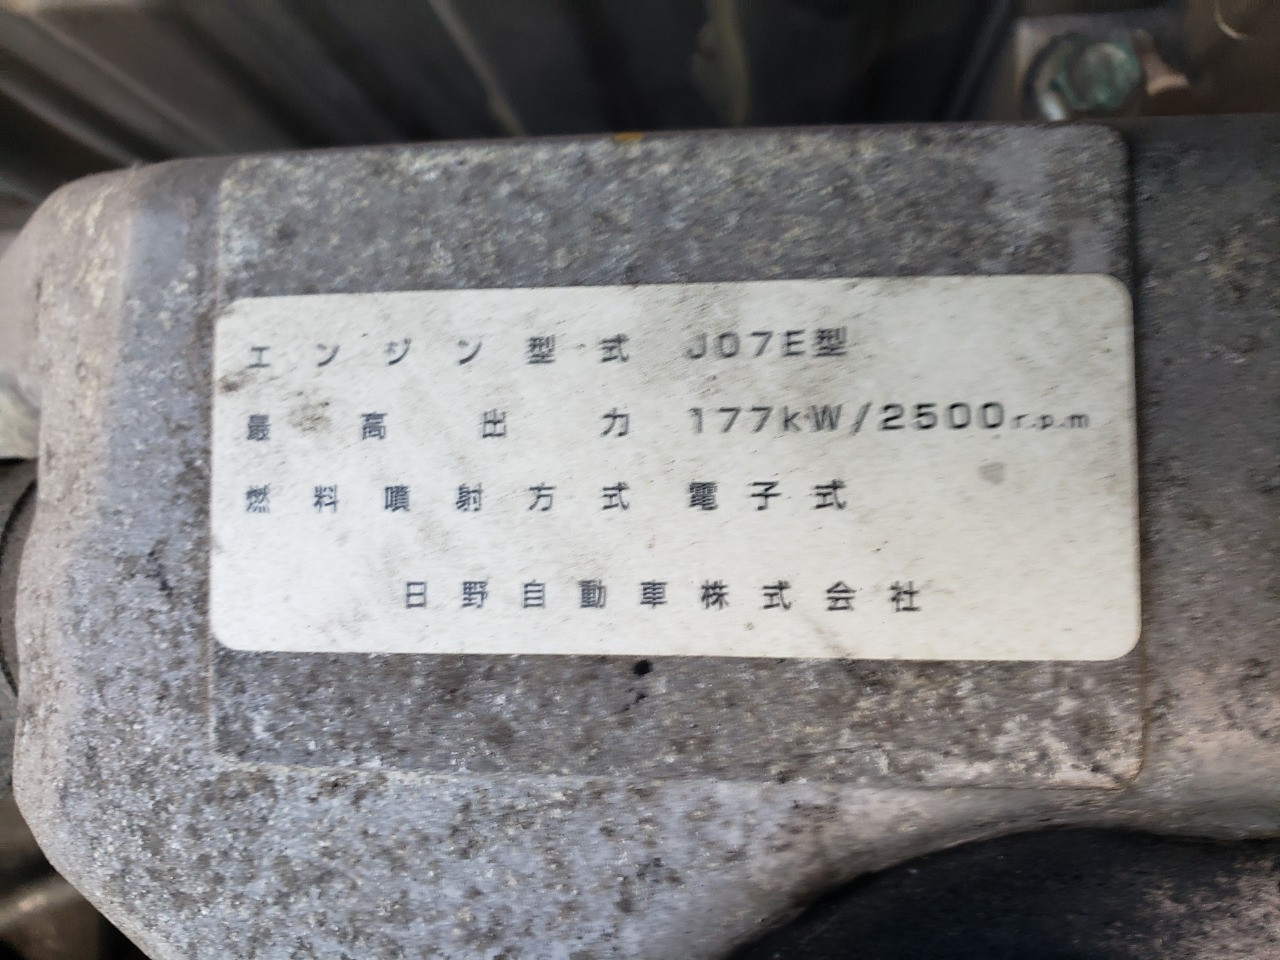 エンジン型式 J07E型
最高出力 177kW/2500r.p.m
燃料噴射方式 電子式
日野自動車株式会社